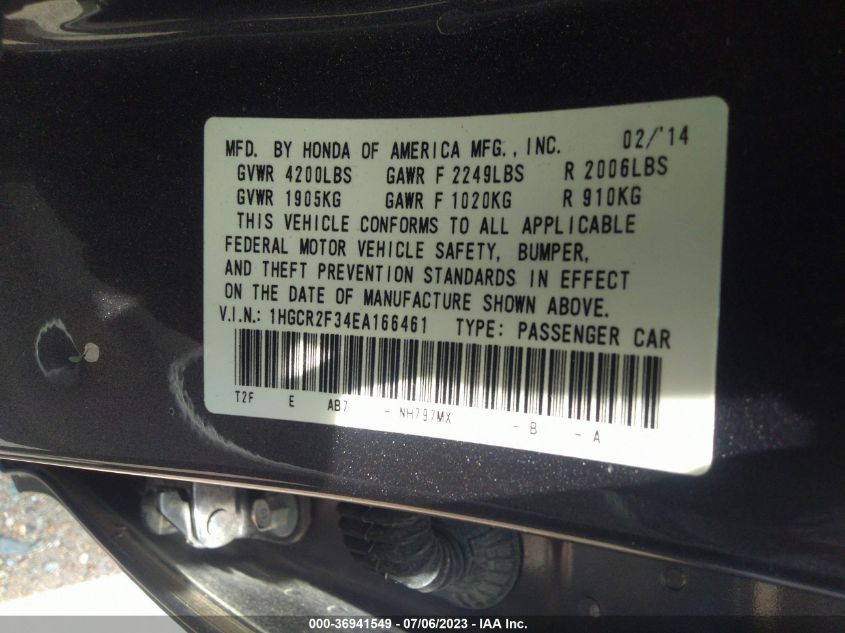 MFD. BY HONDA OF AMERICA MFG., INC. 02/'14
GVWR 4200LBS GAWR F 2249LBS R 2006LBS
GVWR 1905KG GAWR F 1020KG R 910KG
THIS VEHICLE CONFORMS TO ALL APPLICABLE
FEDERAL MOTOR VEHICLE SAFETY, BUMPER,
AND THEFT PREVENTION STANDARDS IN EFFECT
ON THE DATE OF MANUFACTURE SHOWN ABOVE.
V.I.N.: 1HGCR2F34EA166461 TYPE: PASSENGER CAR
T2F E AB7 - NH797MX - B - A
000-36941549 - 07/06/2023 - IAA Inc.